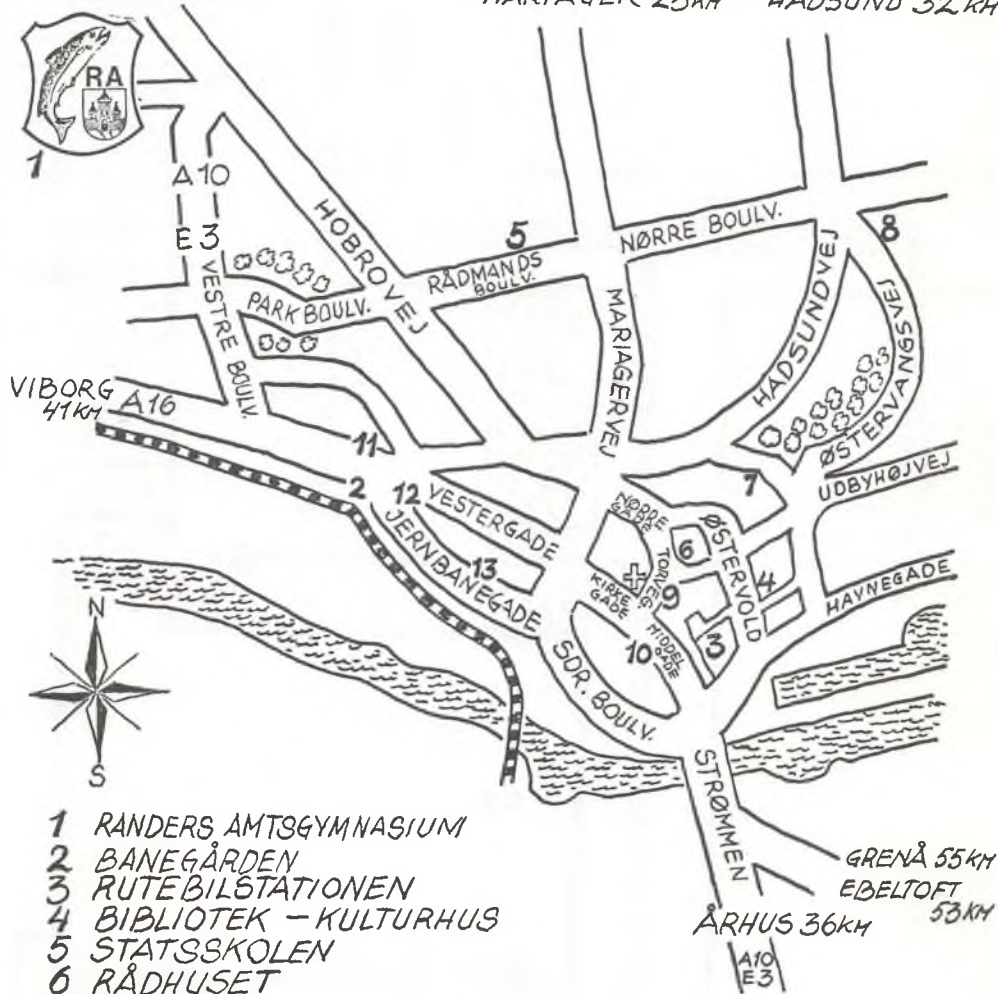 MARIAGER 25KM HADSUND 32KM
RA
1
A10
E3
HOBROVEJ
VESTRE BOULV.
PARK BOULV.
RÅDMANDS
BOULV.
5
NØRRE BOULV.
8
MARIAGERVEJ
HADSUNDVEJ
ØSTERVANGSVEJ
VIBORG
41KM
A16
11
2
12
VESTERGADE
JERNBANEGADE
13
7
UDBYHØJVEJ
NØRRE
GADE
ØSTERVOLD
6
TORVEG.
9
4
KIRKE
GADE
HAVNEGADE
MIDDEL
GADE
3
10
SDR. BOULV.
N
S
STRØMMEN
GRENÅ 55KM
EBELTOFT
53KM
ÅRHUS 36KM
A10
E3
1 RANDERS AMTSGYMNASIUM
2 BANEGÅRDEN
3 RUTEBILSTATIONEN
4 BIBLIOTEK – KULTURHUS
5 STATSSKOLEN
6 RÅDHUSET